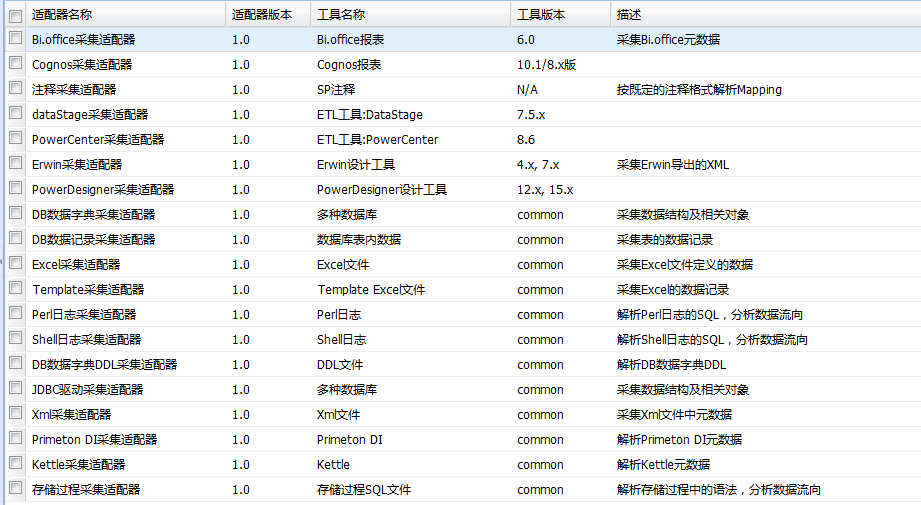 适配器名称 适配器版本 工具名称 工具版本 描述
Bi.office采集适配器 1.0 Bi.office报表 6.0 采集Bi.office元数据
Cognos采集适配器 1.0 Cognos报表 10.1/8.x版
注释采集适配器 1.0 SP注释 N/A 按既定的注释格式解析Mapping
dataStage采集适配器 1.0 ETL工具:DataStage 7.5.x
PowerCenter采集适配器 1.0 ETL工具:PowerCenter 8.6
Erwin采集适配器 1.0 Erwin设计工具 4.x, 7.x 采集Erwin导出的XML
PowerDesigner采集适配器 1.0 PowerDesigner设计工具 12.x, 15.x
DB数据字典采集适配器 1.0 多种数据库 common 采集数据结构及相关对象
DB数据记录采集适配器 1.0 数据库表内数据 common 采集表的数据记录
Excel采集适配器 1.0 Excel文件 common 采集Excel文件定义的数据
Template采集适配器 1.0 Template Excel文件 common 采集Excel的数据记录
Perl日志采集适配器 1.0 Perl日志 common 解析Perl日志的SQL，分析数据流向
Shell日志采集适配器 1.0 Shell日志 common 解析Shell日志的SQL，分析数据流向
DB数据字典DDL采集适配器 1.0 DDL文件 common 解析DB数据字典DDL
JDBC驱动采集适配器 1.0 多种数据库 common 采集数据结构及相关对象
Xml采集适配器 1.0 Xml文件 common 采集Xml文件中元数据
Primeton DI采集适配器 1.0 Primeton DI common 解析Primeton DI元数据
Kettle采集适配器 1.0 Kettle common 解析Kettle元数据
存储过程采集适配器 1.0 存储过程SQL文件 common 解析存储过程中的语法，分析数据流向